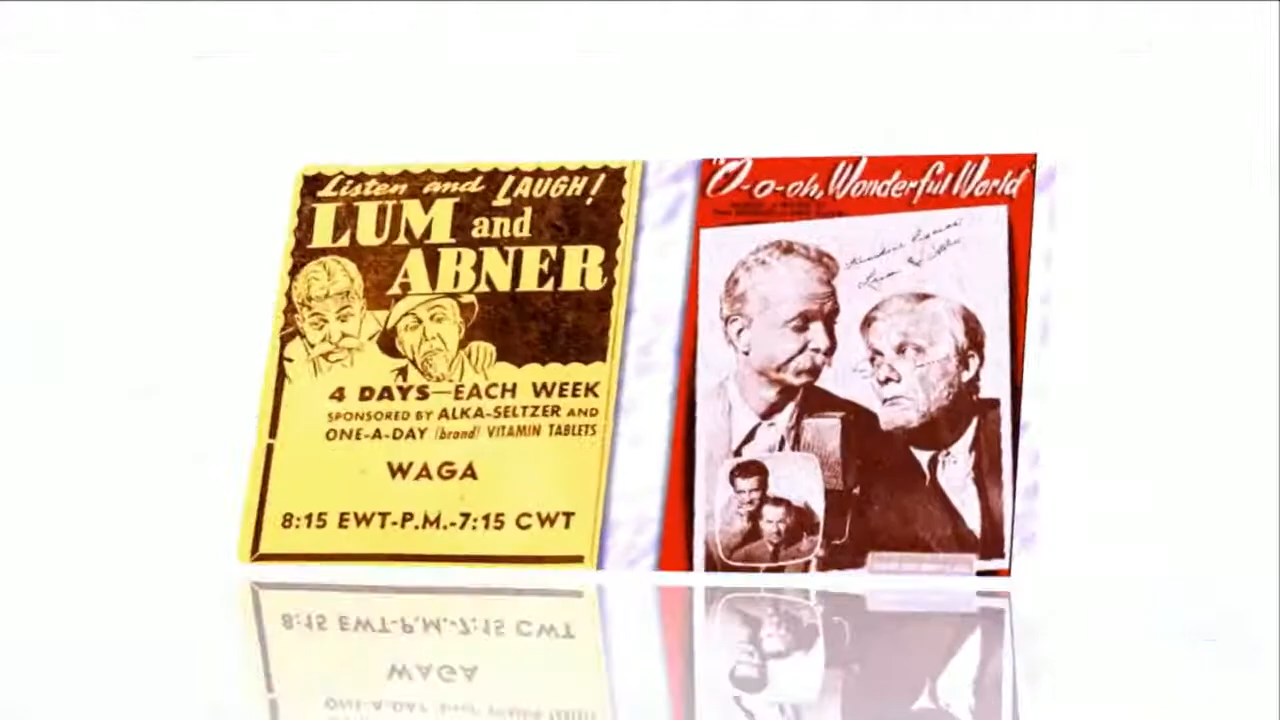 Listen and LAUGH!
LUM and
ABNER
4 DAYS—EACH WEEK
SPONSORED BY ALKA-SELTZER AND
ONE-A-DAY (brand) VITAMIN TABLETS
WAGA
8:15 EWT-P.M.-7:15 CWT
"O-o-oh, Wonderful World